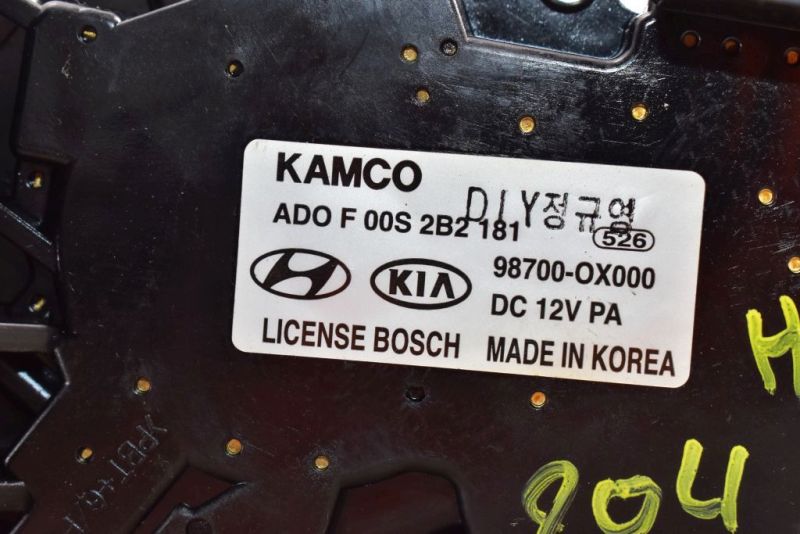 KAMCO
DIY정규영
ADO F 00S 2B2 181
526
98700-OX000
KIA
DC 12V PA
LICENSE BOSCH MADE IN KOREA
H
904